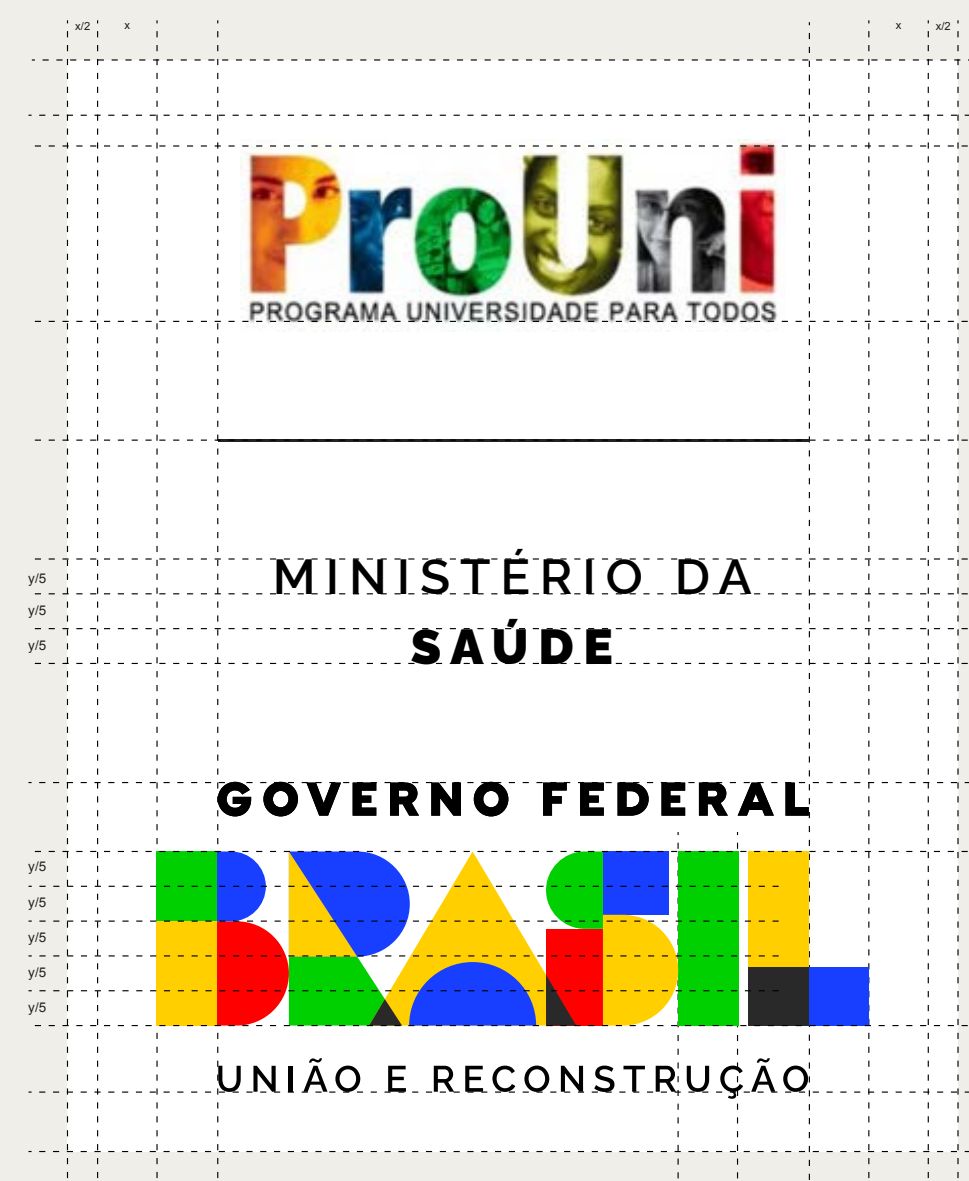 x/2 x x x/2
ProUni
PROGRAMA UNIVERSIDADE PARA TODOS
y/5
MINISTÉRIO DA
y/5
y/5
SAÚDE
GOVERNO FEDERAL
BRASIL
y/5
y/5
y/5
y/5
y/5
UNIÃO E RECONSTRUÇÃO